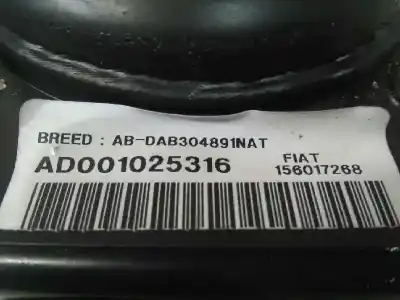 BREED : AB-DAB304891NAT
AD001025316
FIAT
156017268